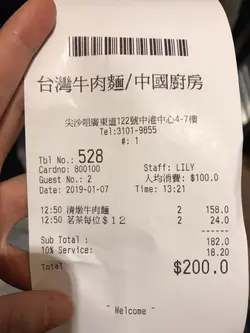 台灣牛肉麵/中國廚房
尖沙咀廣東道122號中港中心4-7樓
Tel:3101-9855
#: 1
Tbl No.: 528 Staff: LILY
Cardno: 800100 人均消費: $100.0
Guest No.: 2 Time: 13:21
Date: 2019-01-07
12:50 清燉牛肉麵 2 158.0
12:50 茗茶每位$12 2 24.0
Sub Total : 182.0
10% Service: 18.20
Total $200.0
~ Welcome ~